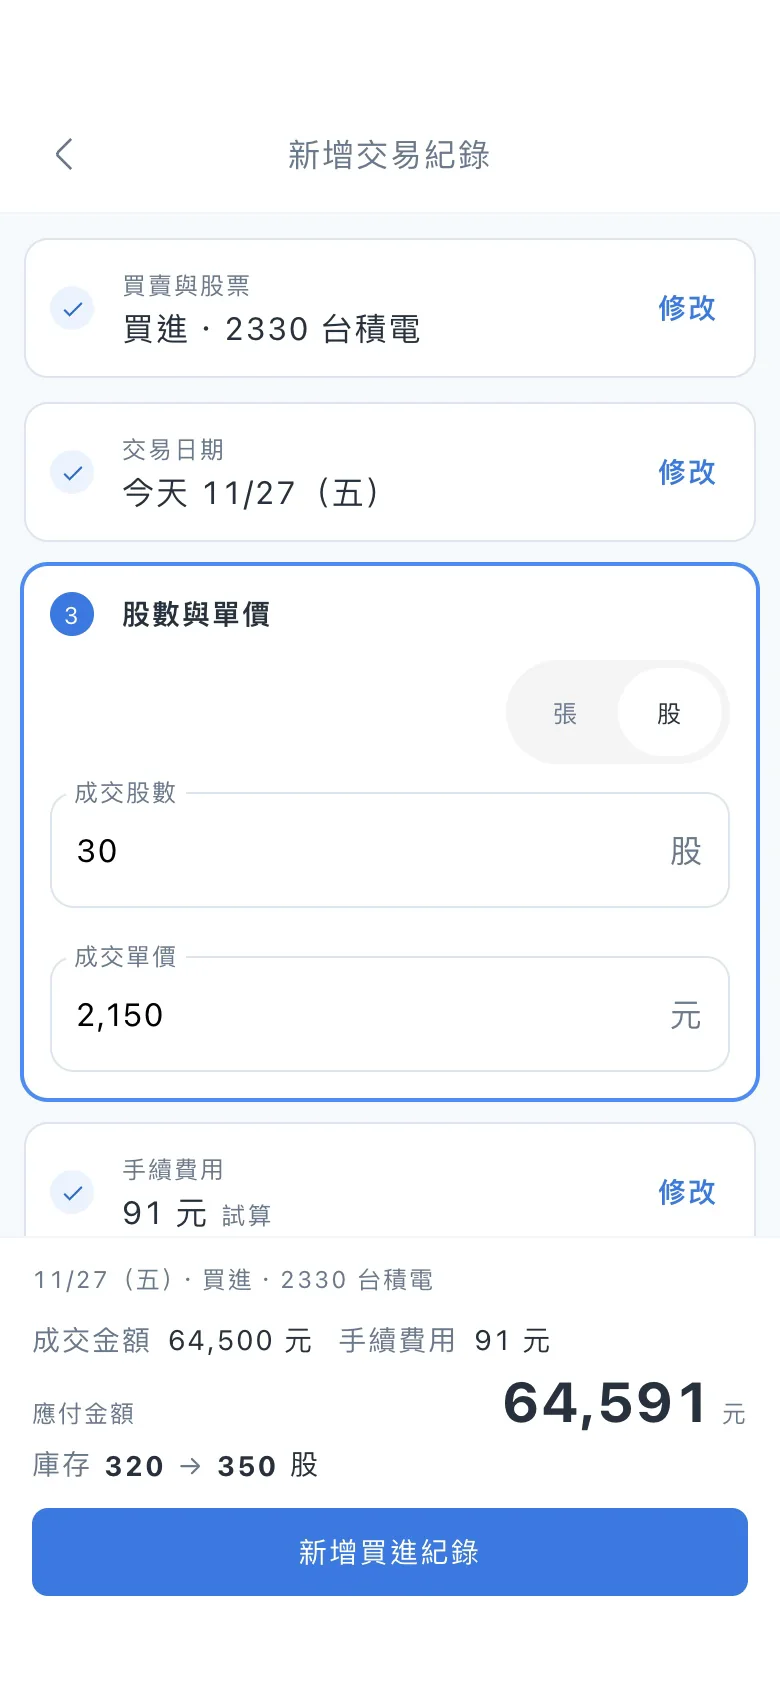 新增交易紀錄
買賣與股票
買進 · 2330 台積電
修改
交易日期
今天 11/27（五）
修改
3 股數與單價
張 股
成交股數
30 股
成交單價
2,150 元
手續費用
91 元 試算
修改
11/27（五）· 買進 · 2330 台積電
成交金額 64,500 元 手續費用 91 元
應付金額 64,591 元
庫存 320 → 350 股
新增買進紀錄